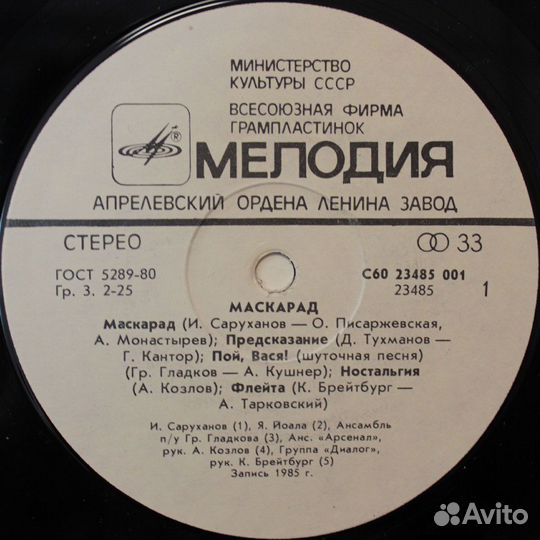 МИНИСТЕРСТВО
КУЛЬТУРЫ СССР
ВСЕСОЮЗНАЯ ФИРМА
ГРАМПЛАСТИНОК
® МЕЛОДИЯ
АПРЕЛЕВСКИЙ ОРДЕНА ЛЕНИНА ЗАВОД
СТЕРЕО 33
ГОСТ 5289-80 С60 23485 001
Гр. 3. 2-25 23485 1
МАСКАРАД
Маскарад (И. Саруханов — О. Писаржевская,
А. Монастырев); Предсказание (Д. Тухманов —
Г. Кантор); Пой, Вася! (шуточная песня)
(Гр. Гладков — А. Кушнер); Ностальгия
(А. Козлов); Флейта (К. Брейтбург —
А. Тарковский)
И. Саруханов (1), Я. Йоала (2), Ансамбль
п/у Гр. Гладкова (3), Анс. «Арсенал»,
рук. А. Козлов (4), Группа «Диалог»,
рук. К. Брейтбург (5)
Запись 1985 г.
Avito